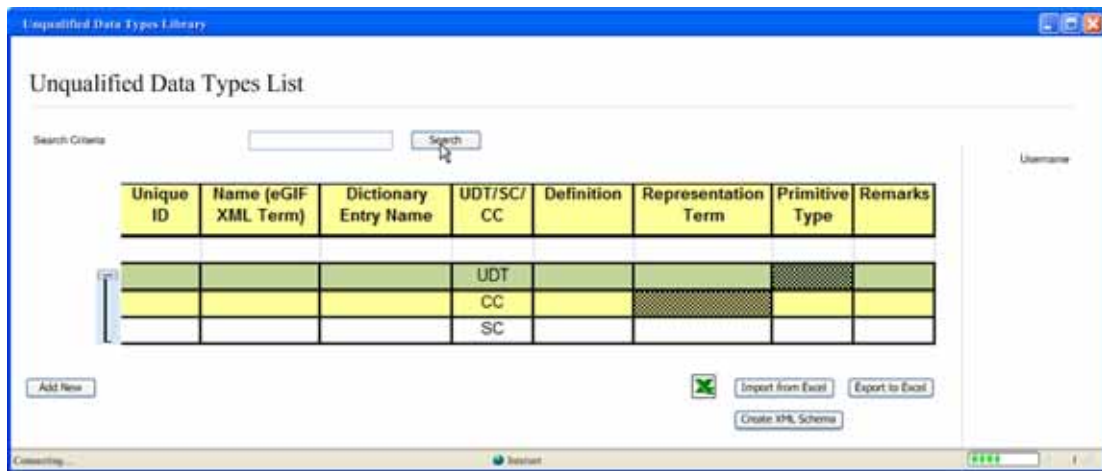 Unqualified Data Types Library
Unqualified Data Types List
Search Criteria
Search
Username
Unique ID
Name (eGIF XML Term)
Dictionary Entry Name
UDT/SC/ CC
Definition
Representation Term
Primitive Type
Remarks
UDT
CC
SC
Add New
Import from Excel
Export to Excel
Create XML Schema
Connecting...
Internet